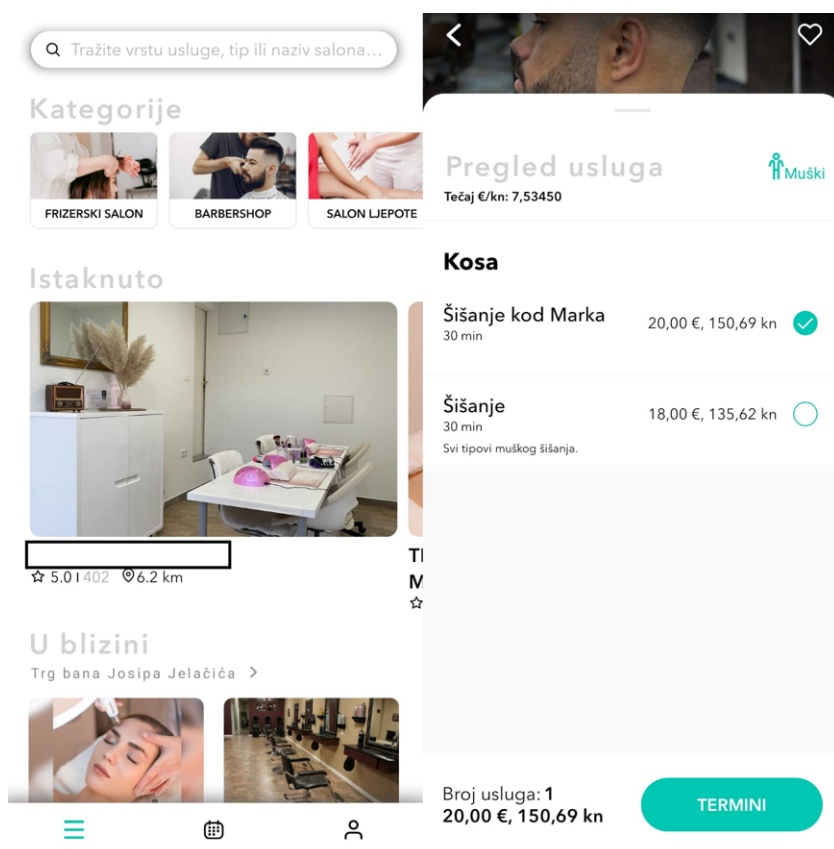 Tražite vrstu usluge, tip ili naziv salona...
Kategorije
FRIZERSKI SALON
BARBERSHOP
SALON LJEPOTE
Istaknuto
5.0 I 402 6.2 km
Tl
M
U blizini
Trg bana Josipa Jelačića >
Pregled usluga
Muški
Tečaj €/kn: 7,53450
Kosa
Šišanje kod Marka
30 min
20,00 €, 150,69 kn
Šišanje
30 min
18,00 €, 135,62 kn
Svi tipovi muškog šišanja.
Broj usluga: 1
20,00 €, 150,69 kn
TERMINI